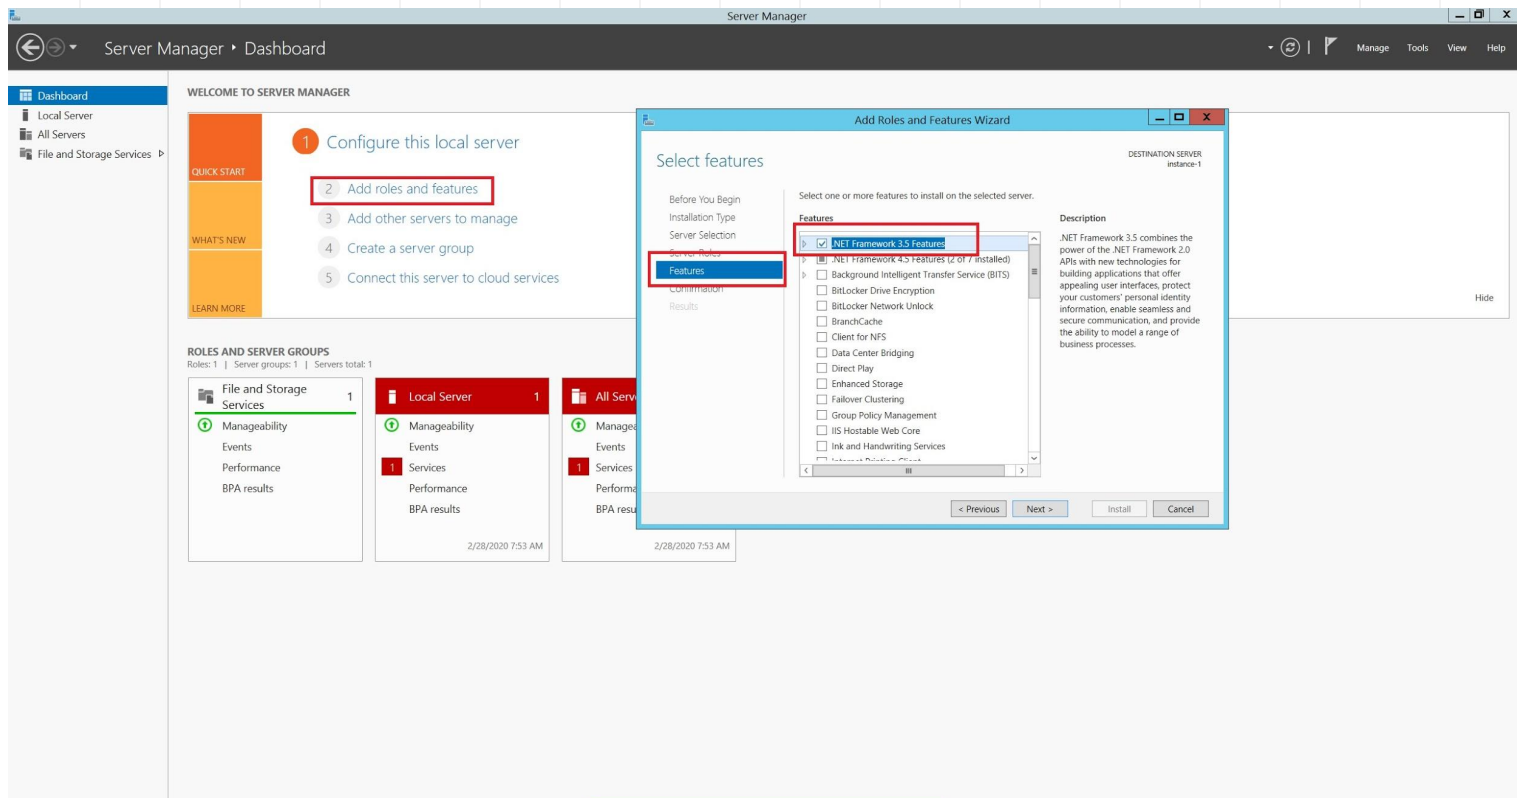 Server Manager
Server Manager • Dashboard
Manage Tools View Help
Dashboard
Local Server
All Servers
File and Storage Services
WELCOME TO SERVER MANAGER
QUICK START
WHAT'S NEW
LEARN MORE
1 Configure this local server
2 Add roles and features
3 Add other servers to manage
4 Create a server group
5 Connect this server to cloud services
Hide
ROLES AND SERVER GROUPS
Roles: 1 | Server groups: 1 | Servers total: 1
File and Storage
Services
1
Manageability
Events
Performance
BPA results
Local Server 1
Manageability
Events
1 Services
Performance
BPA results
2/28/2020 7:53 AM
All Serv
Manage
Events
1 Services
Performa
BPA resu
2/28/2020 7:53 AM
Add Roles and Features Wizard
Select features
DESTINATION SERVER
instance-1
Before You Begin
Installation Type
Server Selection
Server Roles
Features
Confirmation
Results
Select one or more features to install on the selected server.
Features
.NET Framework 3.5 Features
.NET Framework 4.5 Features (2 of 7 installed)
Background Intelligent Transfer Service (BITS)
BitLocker Drive Encryption
BitLocker Network Unlock
BranchCache
Client for NFS
Data Center Bridging
Direct Play
Enhanced Storage
Failover Clustering
Group Policy Management
IIS Hostable Web Core
Ink and Handwriting Services
Internet Printing Client
Description
.NET Framework 3.5 combines the
power of the .NET Framework 2.0
APIs with new technologies for
building applications that offer
appealing user interfaces, protect
your customers' personal identity
information, enable seamless and
secure communication, and provide
the ability to model a range of
business processes.
< Previous Next > Install Cancel